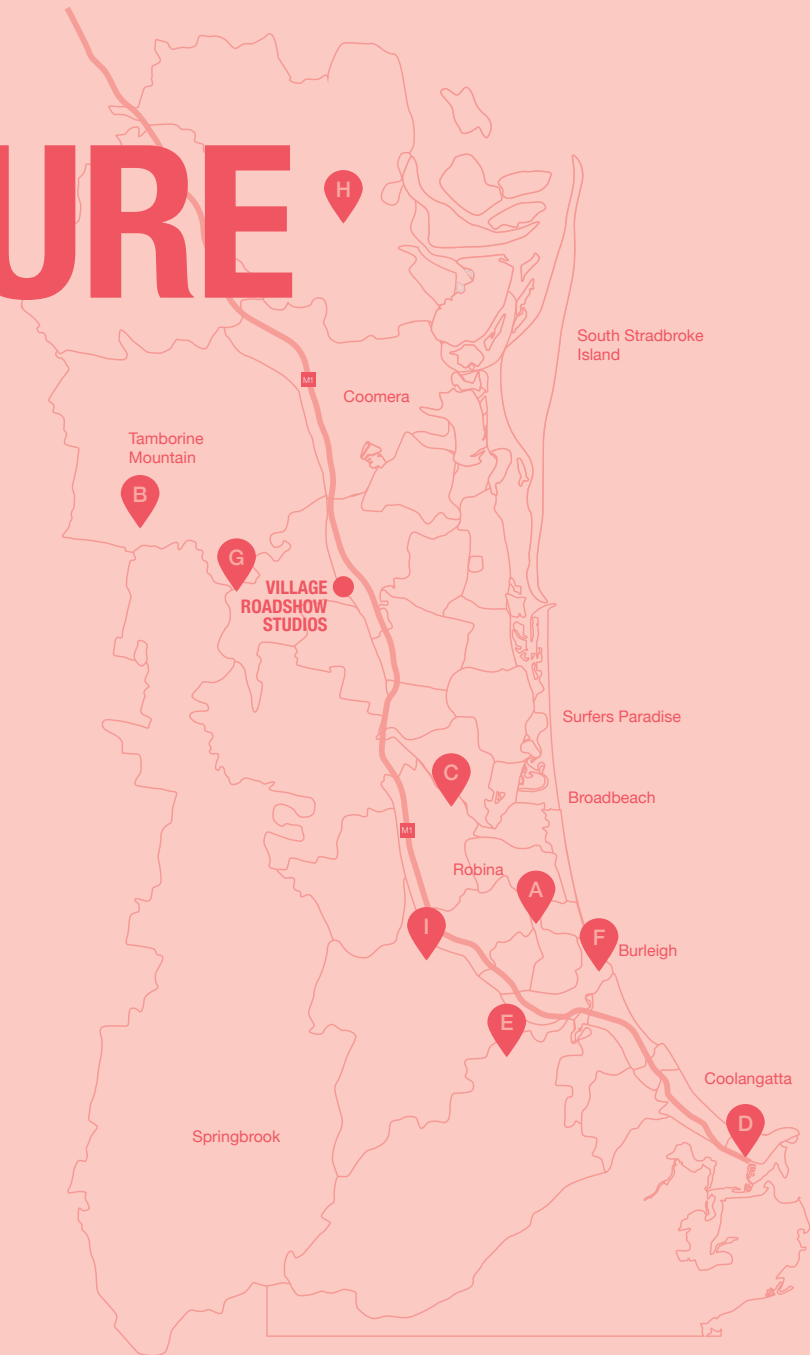 URE
H
South Stradbroke
Island
M1
Coomera
Tamborine
Mountain
B
G
VILLAGE
ROADSHOW
STUDIOS
Surfers Paradise
C
Broadbeach
M1
Robina
A
I
F
Burleigh
E
Coolangatta
D
Springbrook